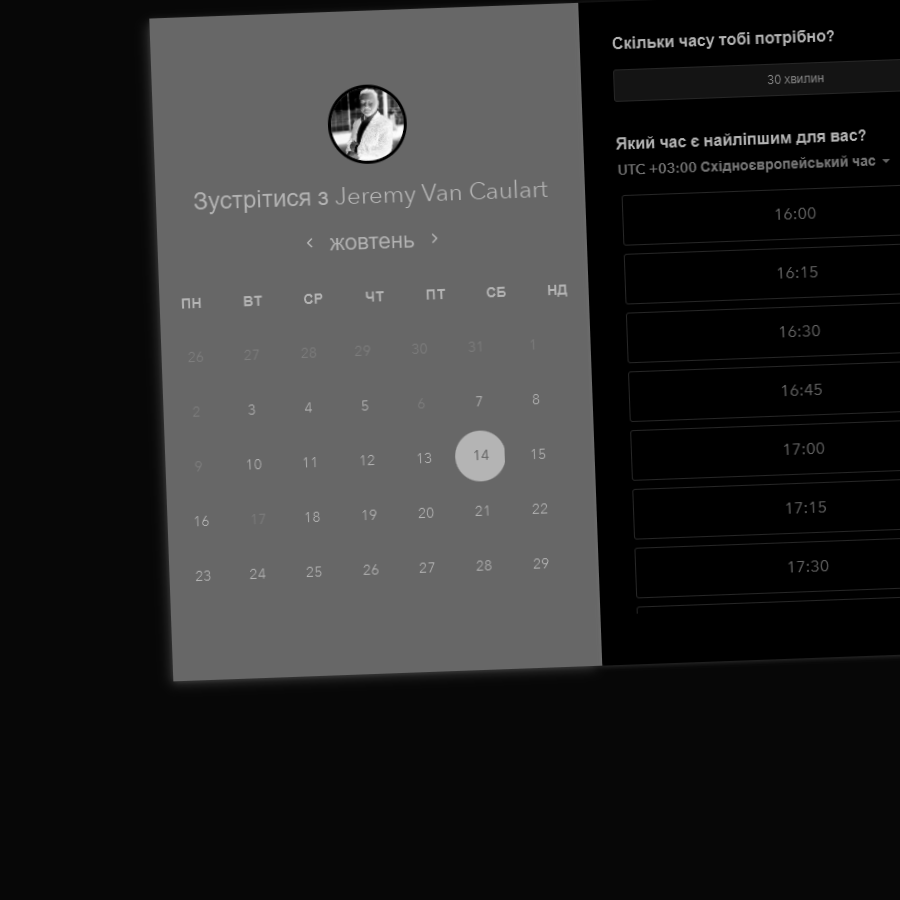 Зустрітися з Jeremy Van Caulart
жовтень
ПН ВТ СР ЧТ ПТ СБ НД
26 27 28 29 30 31 1
2 3 4 5 6 7 8
9 10 11 12 13 14 15
16 17 18 19 20 21 22
23 24 25 26 27 28 29
Скільки часу тобі потрібно?
30 хвилин
Який час є найліпшим для вас?
UTC +03:00 Східноєвропейський час
16:00
16:15
16:30
16:45
17:00
17:15
17:30